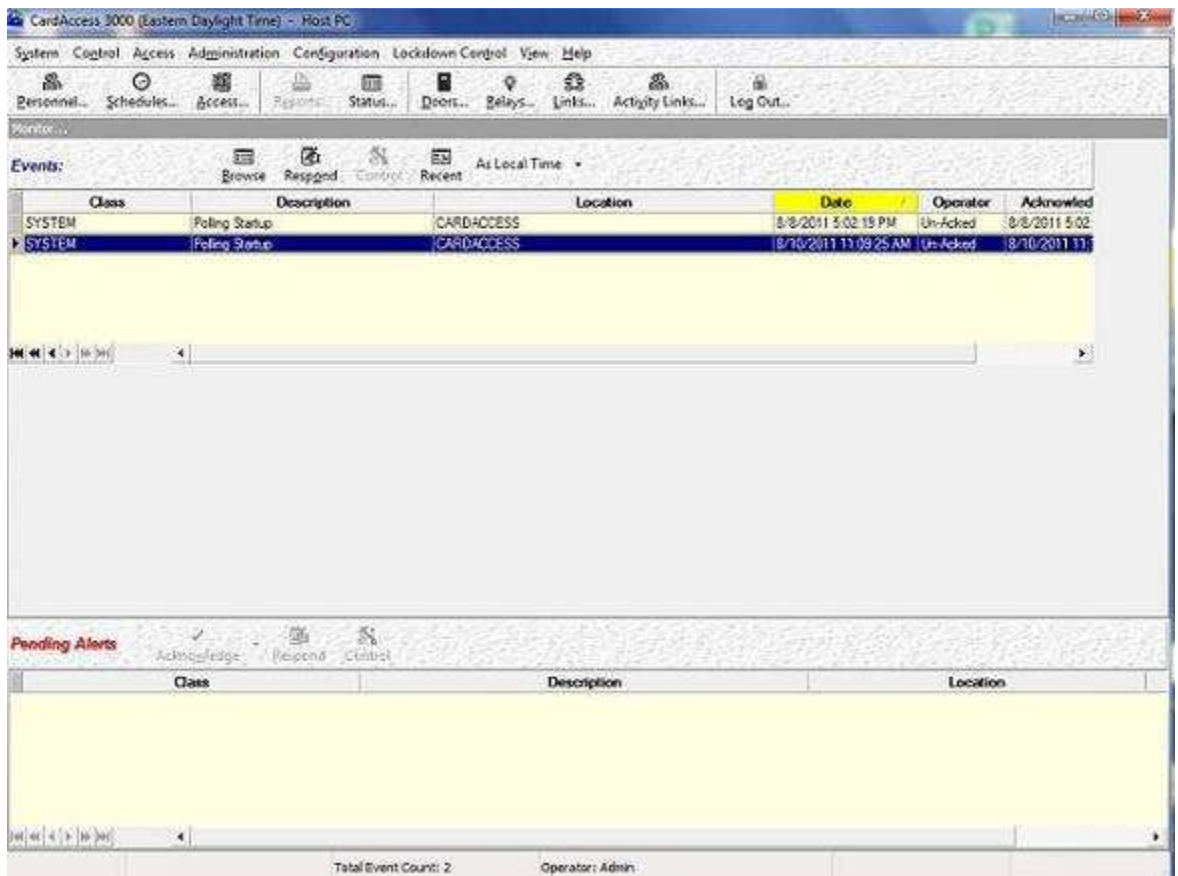 CardAccess 3000 (Eastern Daylight Time) - Host PC
System Control Access Administration Configuration Lockdown Control View Help
Personnel... Schedules... Access... Reports... Status... Doors... Relays... Links... Activity Links... Log Out...
Monitor...
Events: Browse Respond Control Recent As Local Time
Class Description Location Date Operator Acknowled
SYSTEM Polling Startup CARDACCESS 8/8/2011 5:02:19 PM Un-Acked 8/8/2011 5:02
SYSTEM Polling Startup CARDACCESS 8/10/2011 11:09:25 AM Un-Acked 8/10/2011 11:1
Pending Alerts Acknowledge Respond Control
Class Description Location
Total Event Count: 2 Operator: Admin